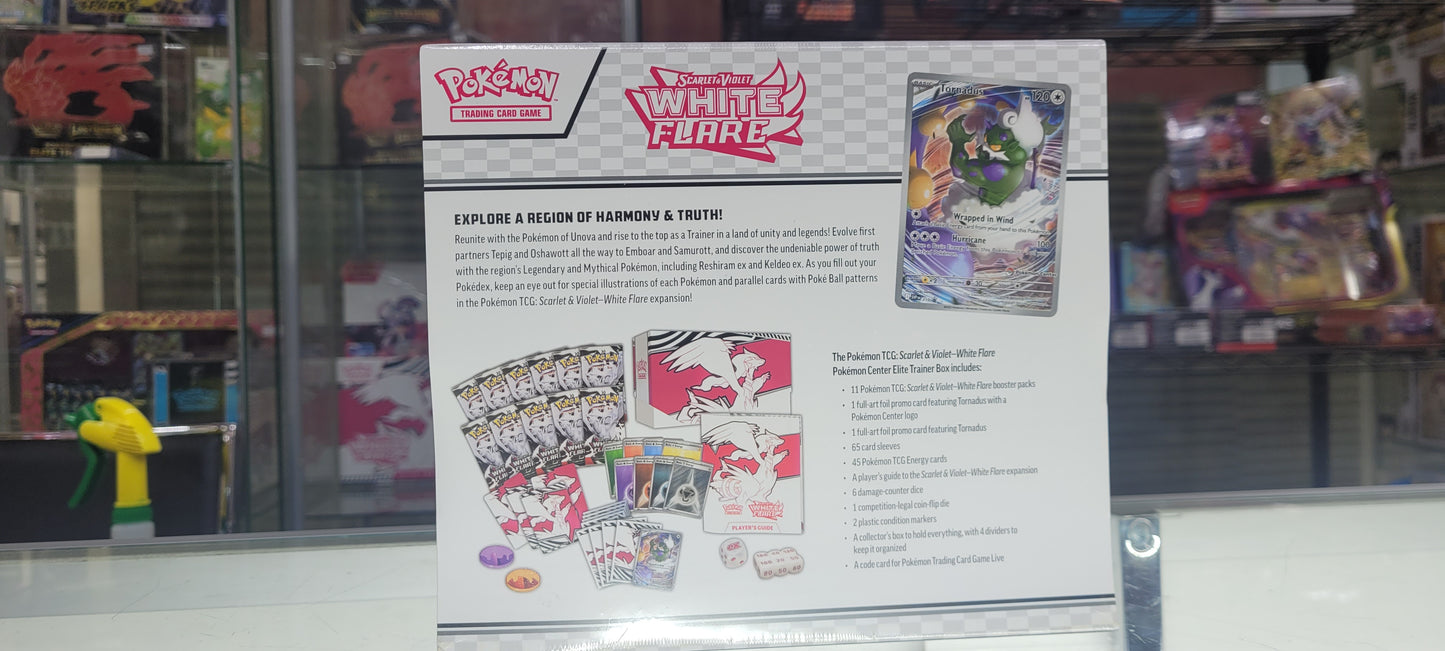 POKéMON
TRADING CARD GAME
SCARLET & VIOLET
WHITE
FLARE
Tornadus
120
Wrapped in Wind
Hurricane
100
EXPLORE A REGION OF HARMONY & TRUTH!
Reunite with the Pokémon of Unova and rise to the top as a Trainer in a land of unity and legends! Evolve first
partners Tepig and Oshawott all the way to Emboar and Samurott, and discover the undeniable power of truth
with the region's Legendary and Mythical Pokémon, including Reshiram ex and Keldeo ex. As you fill out your
Pokédex, keep an eye out for special illustrations of each Pokémon and parallel cards with Poké Ball patterns
in the Pokémon TCG: Scarlet & Violet—White Flare expansion!
The Pokémon TCG: Scarlet & Violet—White Flare
Pokémon Center Elite Trainer Box includes:
• 11 Pokémon TCG: Scarlet & Violet—White Flare booster packs
• 1 full-art foil promo card featuring Tornadus with a
Pokémon Center logo
• 1 full-art foil promo card featuring Tornadus
• 65 card sleeves
• 45 Pokémon TCG Energy cards
• A player's guide to the Scarlet & Violet—White Flare expansion
• 6 damage-counter dice
• 1 competition-legal coin-flip die
• 2 plastic condition markers
• A collector's box to hold everything, with 4 dividers to
keep it organized
• A code card for Pokémon Trading Card Game Live
PLAYER'S GUIDE